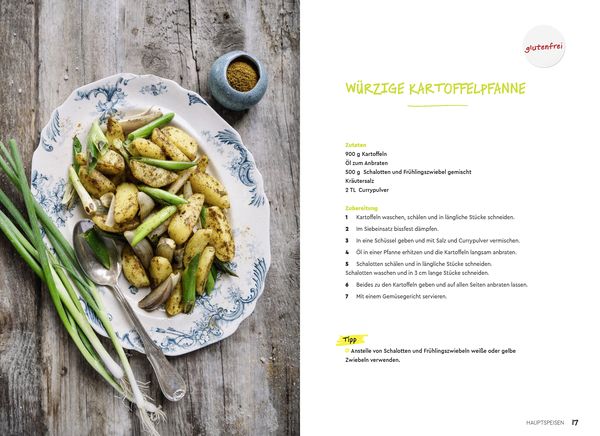 glutenfrei
WÜRZIGE KARTOFFELPFANNE
Zutaten
900 g Kartoffeln
Öl zum Anbraten
500 g Schalotten und Frühlingszwiebel gemischt
Kräutersalz
2 TL Currypulver
Zubereitung
1 Kartoffeln waschen, schälen und in längliche Stücke schneiden.
2 Im Siebeinsatz bissfest dämpfen.
3 In eine Schüssel geben und mit Salz und Currypulver vermischen.
4 Öl in einer Pfanne erhitzen und die Kartoffeln langsam anbraten.
5 Schalotten schälen und in längliche Stücke schneiden.
Schalotten waschen und in 3 cm lange Stücke schneiden.
6 Beides zu den Kartoffeln geben und auf allen Seiten anbraten lassen.
7 Mit einem Gemüsegericht servieren.
Tipp
Anstelle von Schalotten und Frühlingszwiebeln weiße oder gelbe
Zwiebeln verwenden.
HAUPTSPEISEN 17